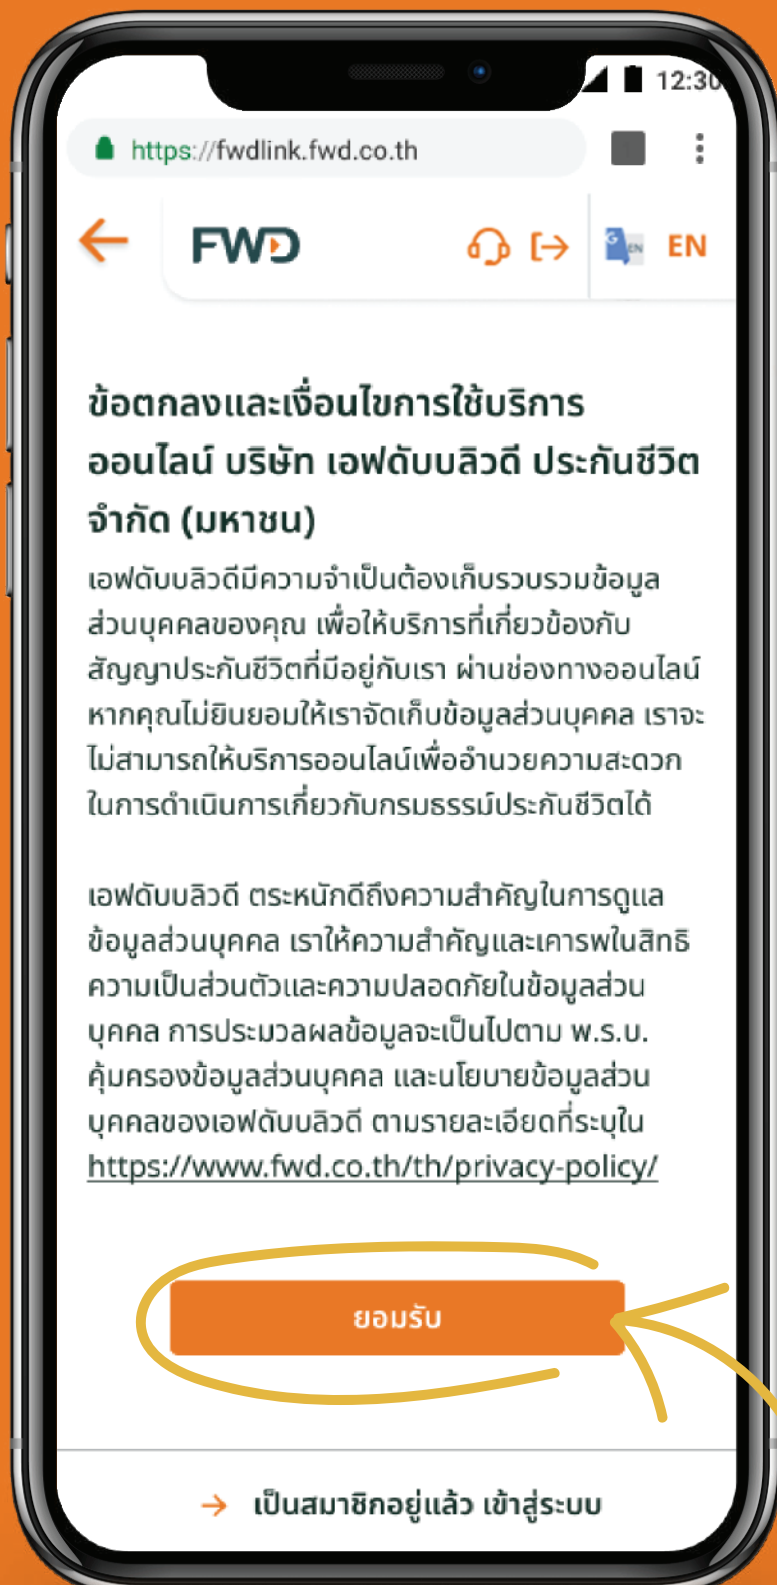 12:30
https://fwdlink.fwd.co.th
FWD
G EN
EN
ข้อตกลงและเงื่อนไขการใช้บริการ
ออนไลน์ บริษัท เอฟดับบลิวดี ประกันชีวิต
จำกัด (มหาชน)
เอฟดับบลิวดีมีความจำเป็นต้องเก็บรวบรวมข้อมูล
ส่วนบุคคลของคุณ เพื่อให้บริการที่เกี่ยวข้องกับ
สัญญาประกันชีวิตที่มีอยู่กับเรา ผ่านช่องทางออนไลน์
หากคุณไม่ยินยอมให้เราจัดเก็บข้อมูลส่วนบุคคล เราจะ
ไม่สามารถให้บริการออนไลน์เพื่ออำนวยความสะดวก
ในการดำเนินการเกี่ยวกับกรมธรรม์ประกันชีวิตได้
เอฟดับบลิวดี ตระหนักดีถึงความสำคัญในการดูแล
ข้อมูลส่วนบุคคล เราให้ความสำคัญและเคารพในสิทธิ
ความเป็นส่วนตัวและความปลอดภัยในข้อมูลส่วน
บุคคล การประมวลผลข้อมูลจะเป็นไปตาม พ.ร.บ.
คุ้มครองข้อมูลส่วนบุคคล และนโยบายข้อมูลส่วน
บุคคลของเอฟดับบลิวดี ตามรายละเอียดที่ระบุใน
https://www.fwd.co.th/th/privacy-policy/
ยอมรับ
เป็นสมาชิกอยู่แล้ว เข้าสู่ระบบ